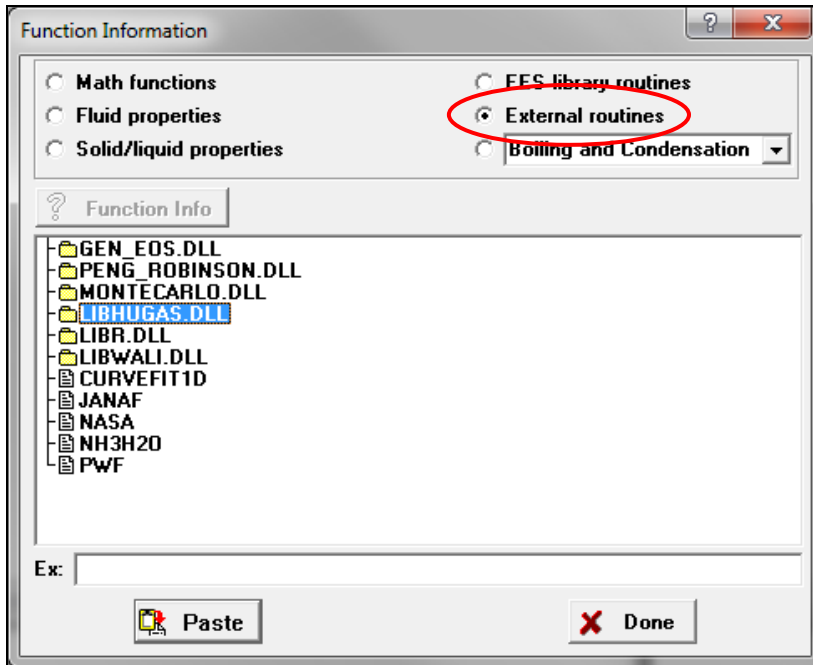 Function Information
Math functions
EES library routines
Fluid properties
External routines
Solid/liquid properties
Boiling and Condensation
? Function Info
GEN_EOS.DLL
PENG_ROBINSON.DLL
MONTECARLO.DLL
LIBHUGAS.DLL
LIBR.DLL
LIBWALI.DLL
CURVEFIT1D
JANAF
NASA
NH3H2O
PWF
Ex:
Paste
Done